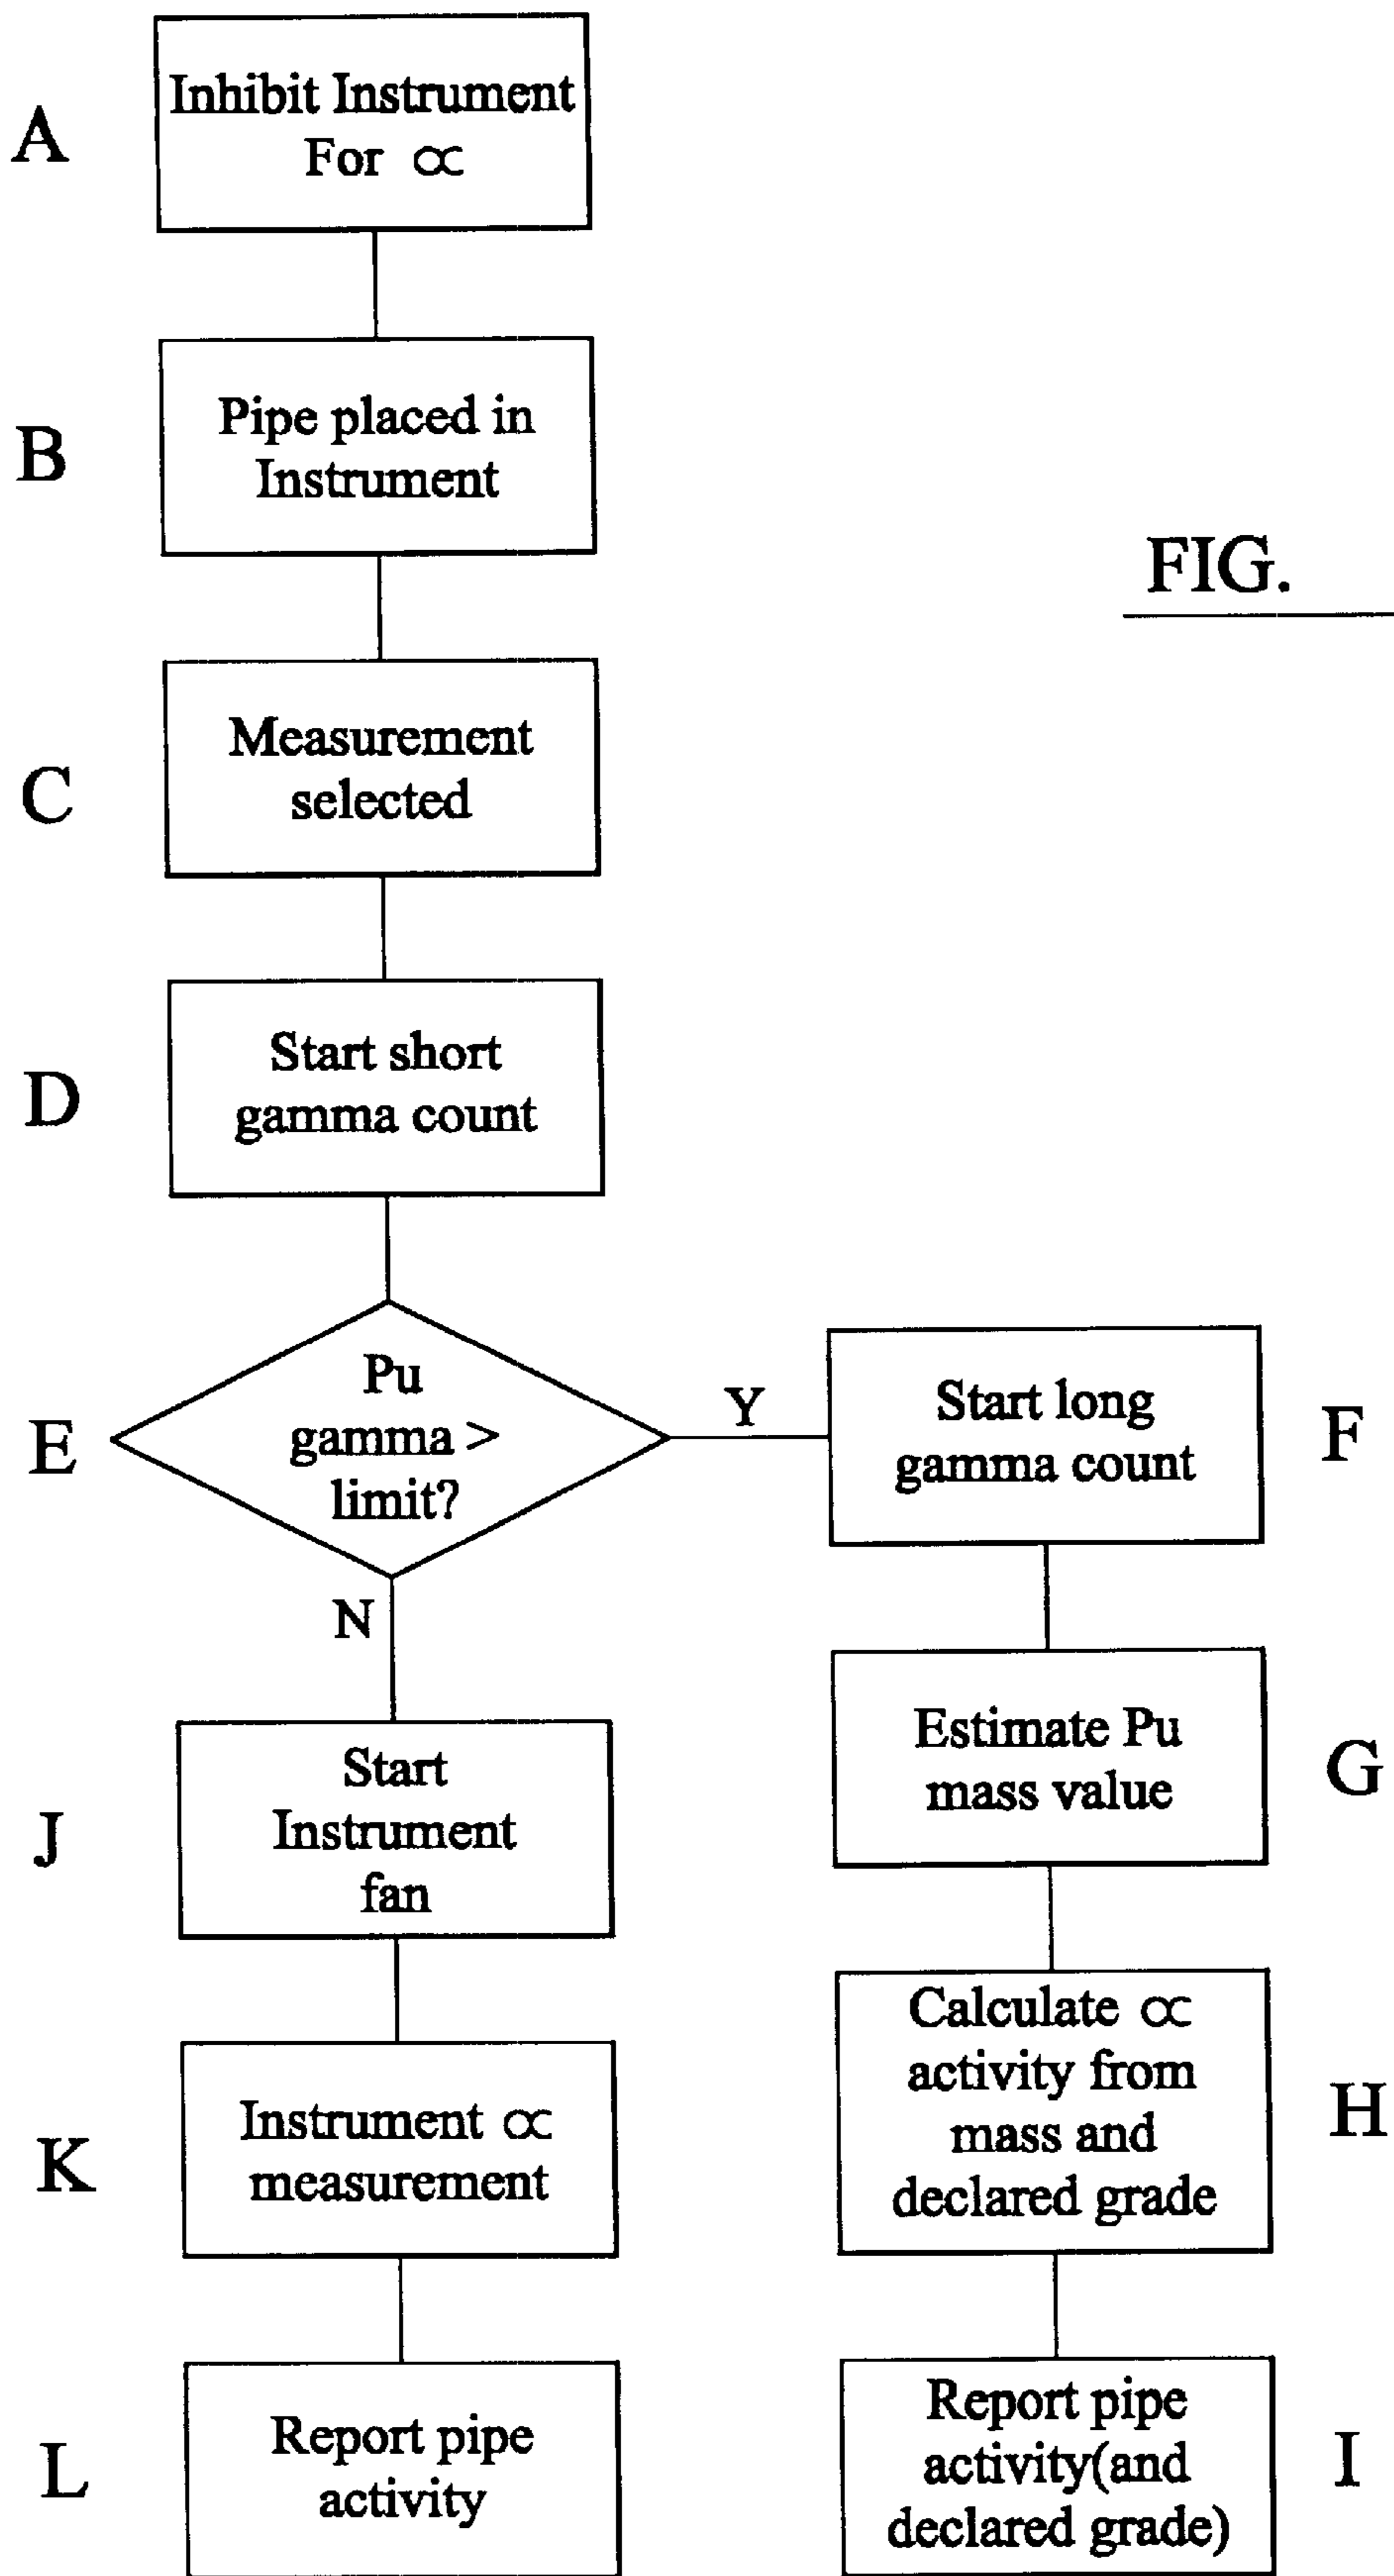 A
Inhibit Instrument
For ∝
B
Pipe placed in
Instrument
FIG.
C
Measurement
selected
D
Start short
gamma count
E
Pu
gamma >
limit?
Y
Start long
gamma count
F
N
Estimate Pu
mass value
G
J
Start
Instrument
fan
Calculate ∝
activity from
mass and
declared grade
H
K
Instrument ∝
measurement
L
Report pipe
activity
Report pipe
activity(and
declared grade)
I